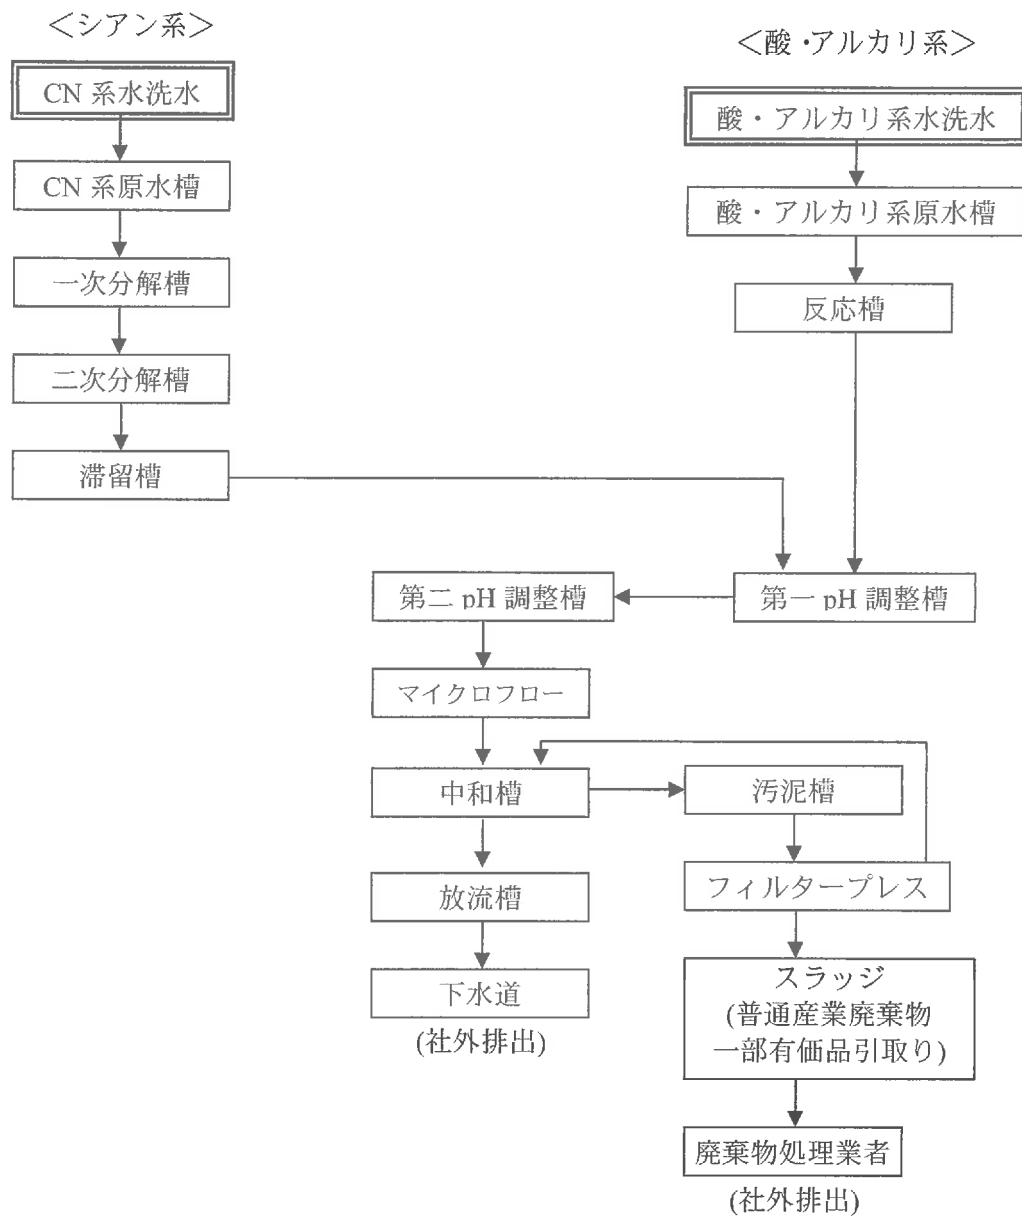 ＜シアン系＞
CN 系水洗水
CN 系原水槽
一次分解槽
二次分解槽
滞留槽
＜酸・アルカリ系＞
酸・アルカリ系水洗水
酸・アルカリ系原水槽
反応槽
第一 pH 調整槽
第二 pH 調整槽
マイクロフロー
中和槽
放流槽
下水道
(社外排出)
汚泥槽
フィルタープレス
スラッジ
(普通産業廃棄物
一部有価品引取り)
廃棄物処理業者
(社外排出)